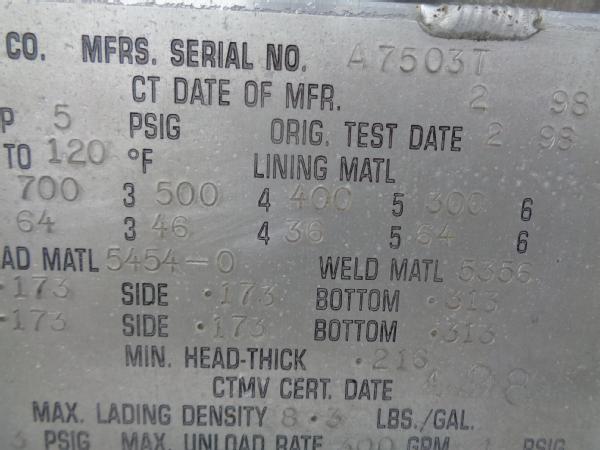 CO. MFRS. SERIAL NO. A7503T
CT DATE OF MFR. 2 98
P 5 PSIG ORIG. TEST DATE 2 98
TO 120 °F LINING MATL
700 3 500 4 400 5 300 6
64 3 46 4 36 5 64 6
AD MATL 5454-O WELD MATL 5356
.173 SIDE .173 BOTTOM .313
.173 SIDE .173 BOTTOM .313
MIN. HEAD-THICK .216
CTMV CERT. DATE
MAX. LADING DENSITY 8.3 LBS./GAL.
3 PSIG MAX. UNLOAD RATE 300 GPM PSIG